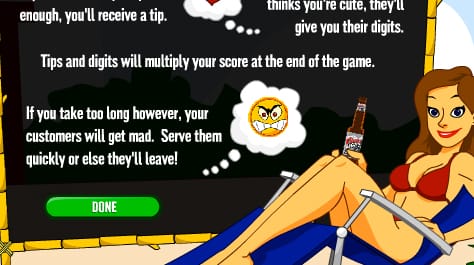 enough, you'll receive a tip.
thinks you're cute, they'll
give you their digits.
Tips and digits will multiply your score at the end of the game.
If you take too long however, your
customers will get mad.  Serve them
quickly or else they'll leave!
DONE